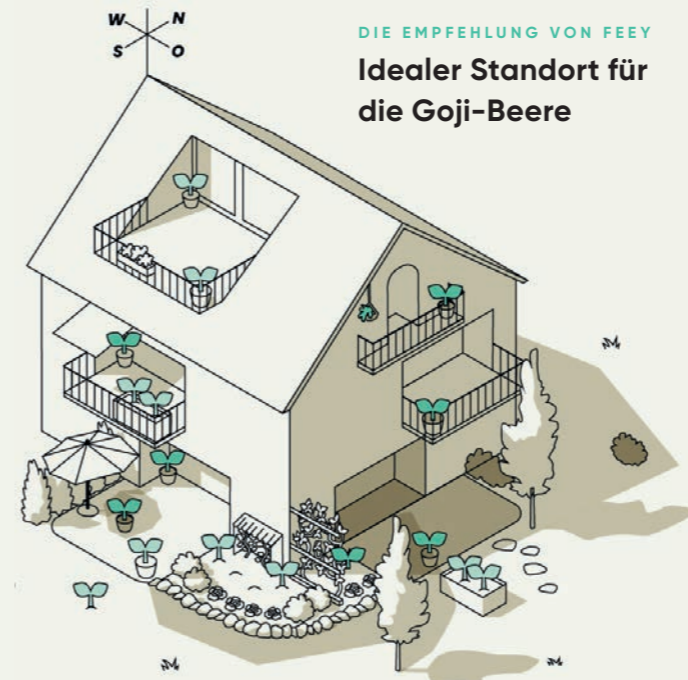 W N
S O
DIE EMPFEHLUNG VON FEEY
Idealer Standort für
die Goji-Beere